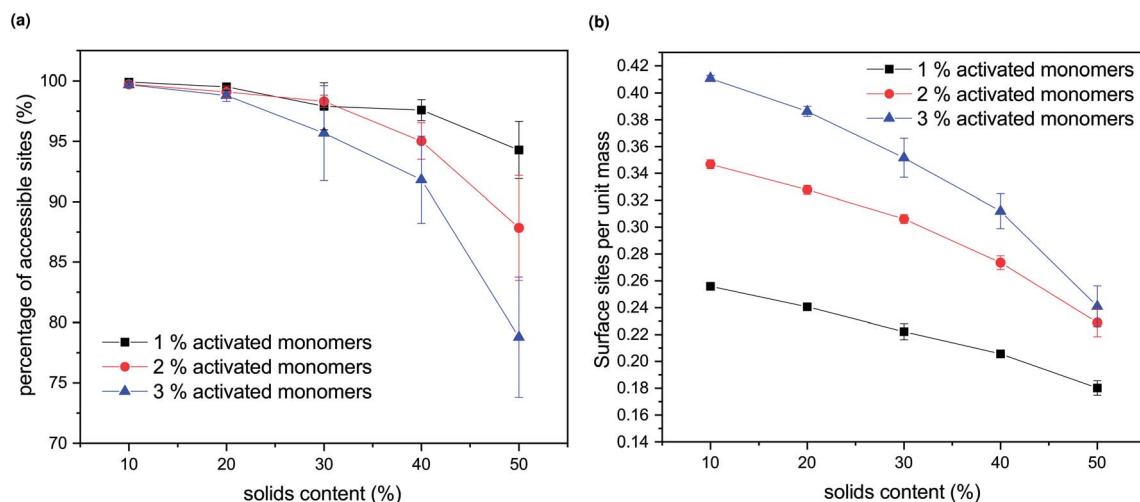 (a)
100
95
90
85
80
75
70
percentage of accessible sites (%)
1 % activated monomers
2 % activated monomers
3 % activated monomers
10 20 30 40 50
solids content (%)
(b)
0.42
0.40
0.38
0.36
0.34
0.32
0.30
0.28
0.26
0.24
0.22
0.20
0.18
0.16
0.14
Surface sites per unit mass
1 % activated monomers
2 % activated monomers
3 % activated monomers
10 20 30 40 50
solids content (%)